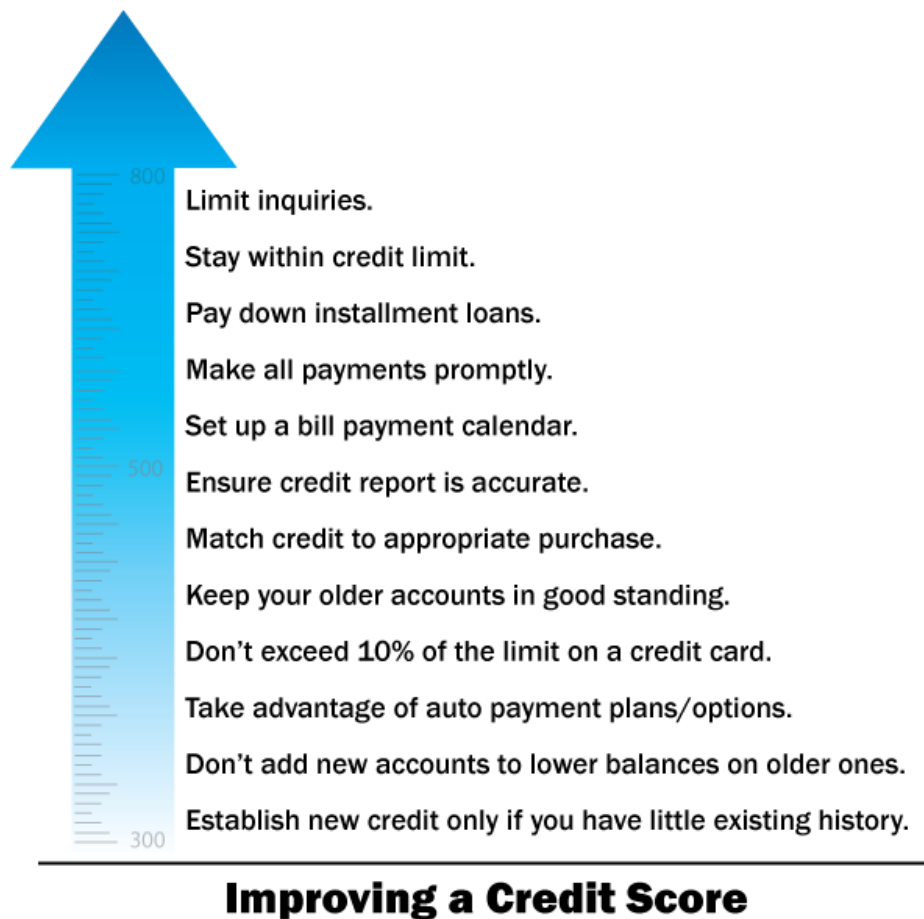 800
Limit inquiries.
Stay within credit limit.
Pay down installment loans.
Make all payments promptly.
Set up a bill payment calendar.
500
Ensure credit report is accurate.
Match credit to appropriate purchase.
Keep your older accounts in good standing.
Don't exceed 10% of the limit on a credit card.
Take advantage of auto payment plans/options.
Don't add new accounts to lower balances on older ones.
Establish new credit only if you have little existing history.
300
Improving a Credit Score